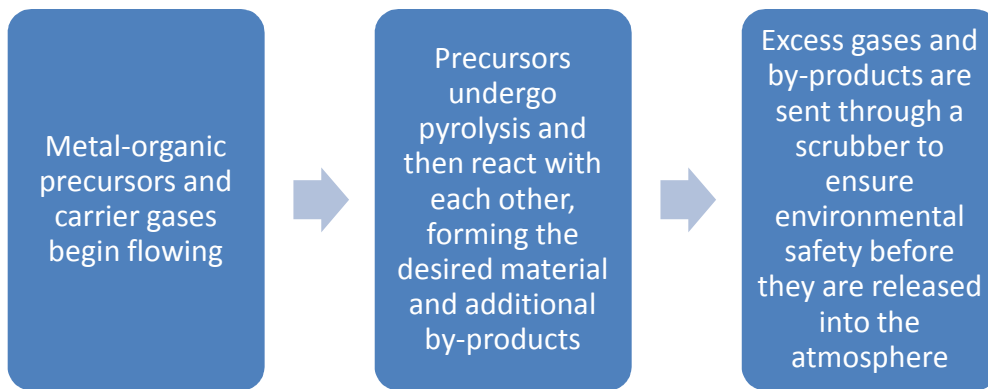 Metal-organic
precursors and
carrier gases
begin flowing
Precursors
undergo
pyrolysis and
then react with
each other,
forming the
desired material
and additional
by-products
Excess gases and
by-products are
sent through a
scrubber to
ensure
environmental
safety before
they are released
into the
atmosphere